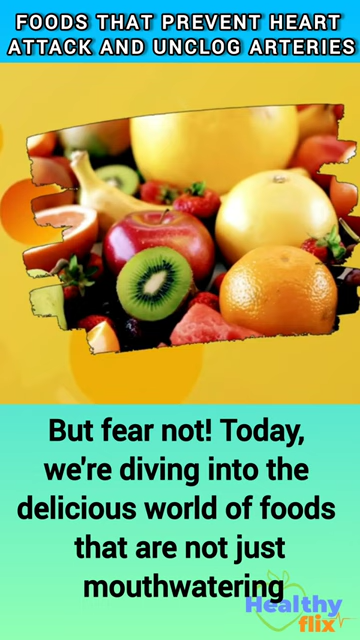 FOODS THAT PREVENT HEART
ATTACK AND UNCLOG ARTERIES
But fear not! Today,
we're diving into the
delicious world of foods
that are not just
mouthwatering
Healthy
flix